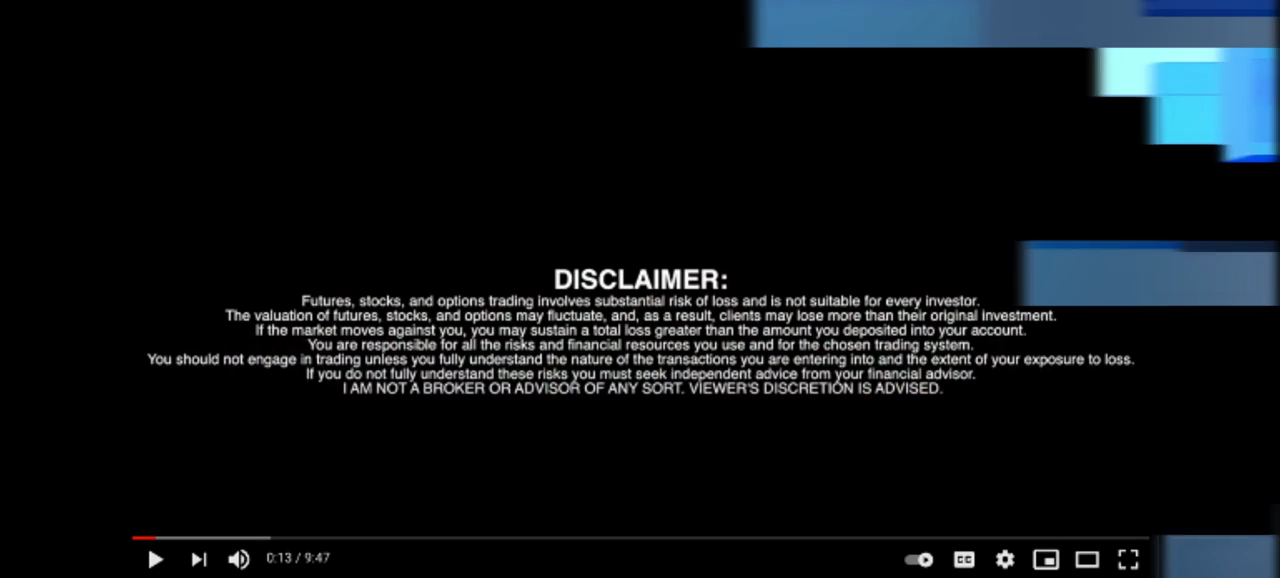 DISCLAIMER:
Futures, stocks, and options trading involves substantial risk of loss and is not suitable for every investor.
The valuation of futures, stocks, and options may fluctuate, and, as a result, clients may lose more than their original investment.
If the market moves against you, you may sustain a total loss greater than the amount you deposited into your account.
You are responsible for all the risks and financial resources you use and for the chosen trading system.
You should not engage in trading unless you fully understand the nature of the transactions you are entering into and the extent of your exposure to loss.
If you do not fully understand these risks you must seek independent advice from your financial advisor.
I AM NOT A BROKER OR ADVISOR OF ANY SORT. VIEWER'S DISCRETION IS ADVISED.
0:13 / 9:47
CC